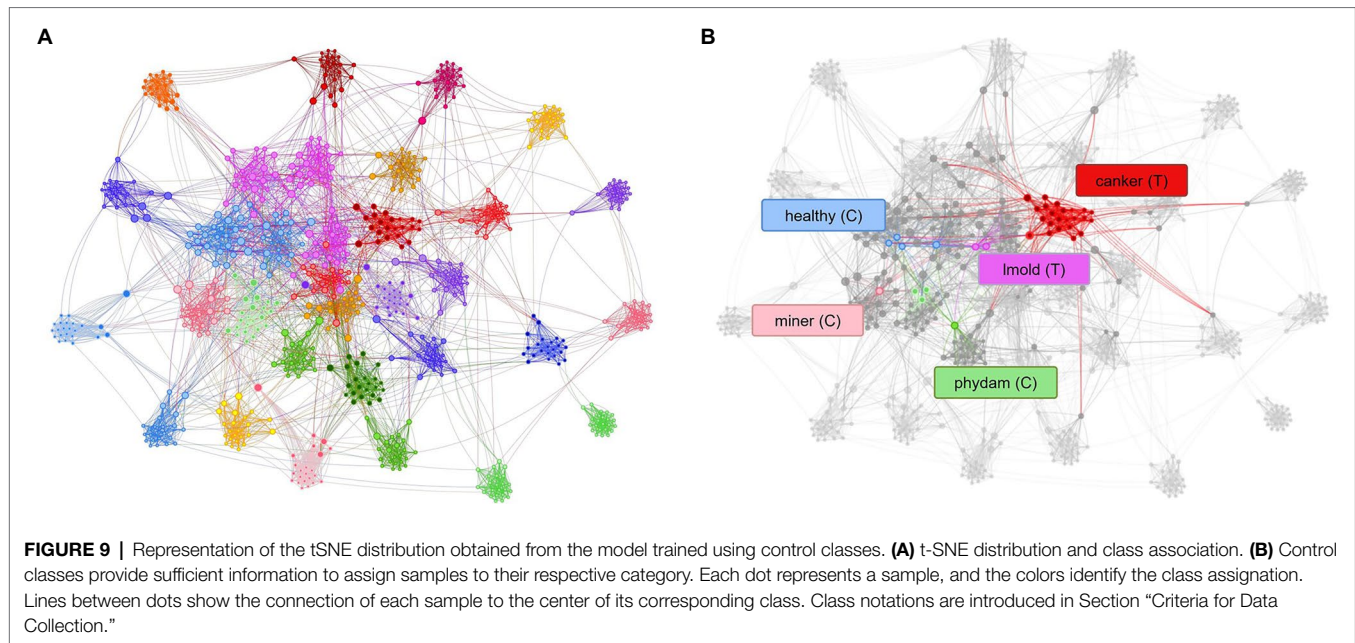 A
B
canker (T)
healthy (C)
lmold (T)
miner (C)
phydam (C)
FIGURE 9 | Representation of the tSNE distribution obtained from the model trained using control classes. (A) t-SNE distribution and class association. (B) Control
classes provide sufficient information to assign samples to their respective category. Each dot represents a sample, and the colors identify the class assignation.
Lines between dots show the connection of each sample to the center of its corresponding class. Class notations are introduced in Section “Criteria for Data
Collection.”